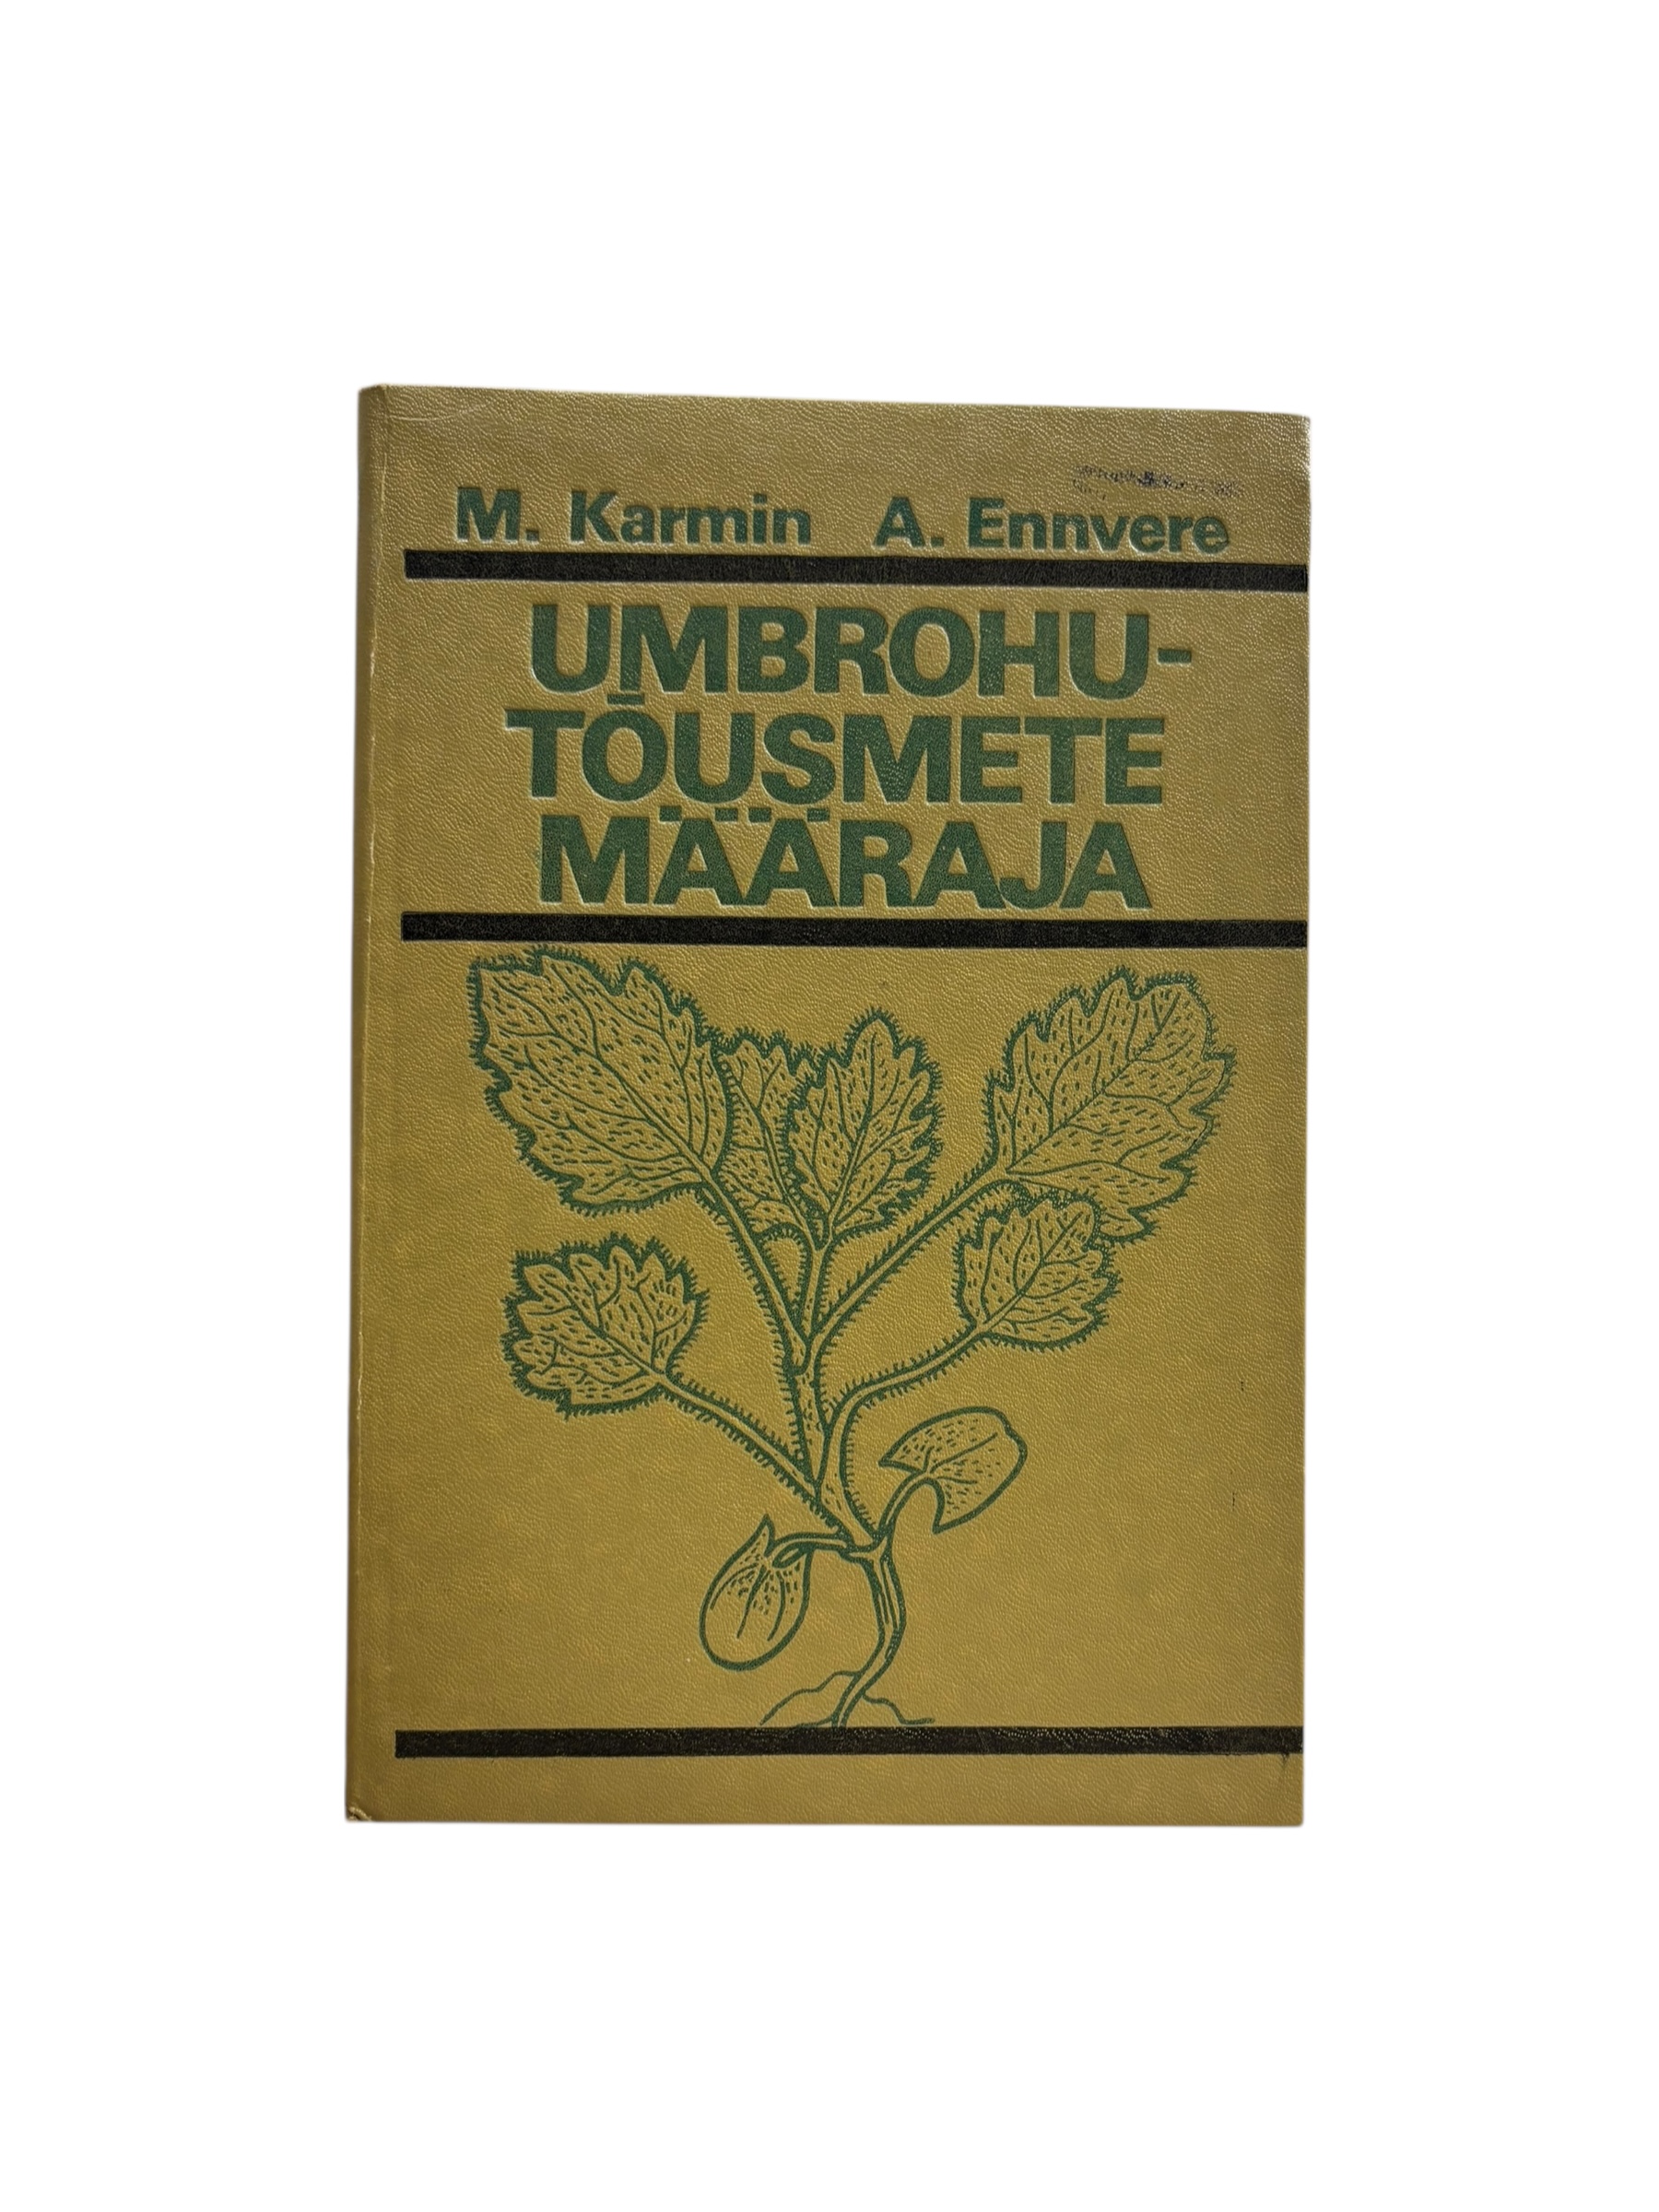 M. Karmin A. Ennvere
UMBROHU-
TÕUSMETE
MÄÄRAJA